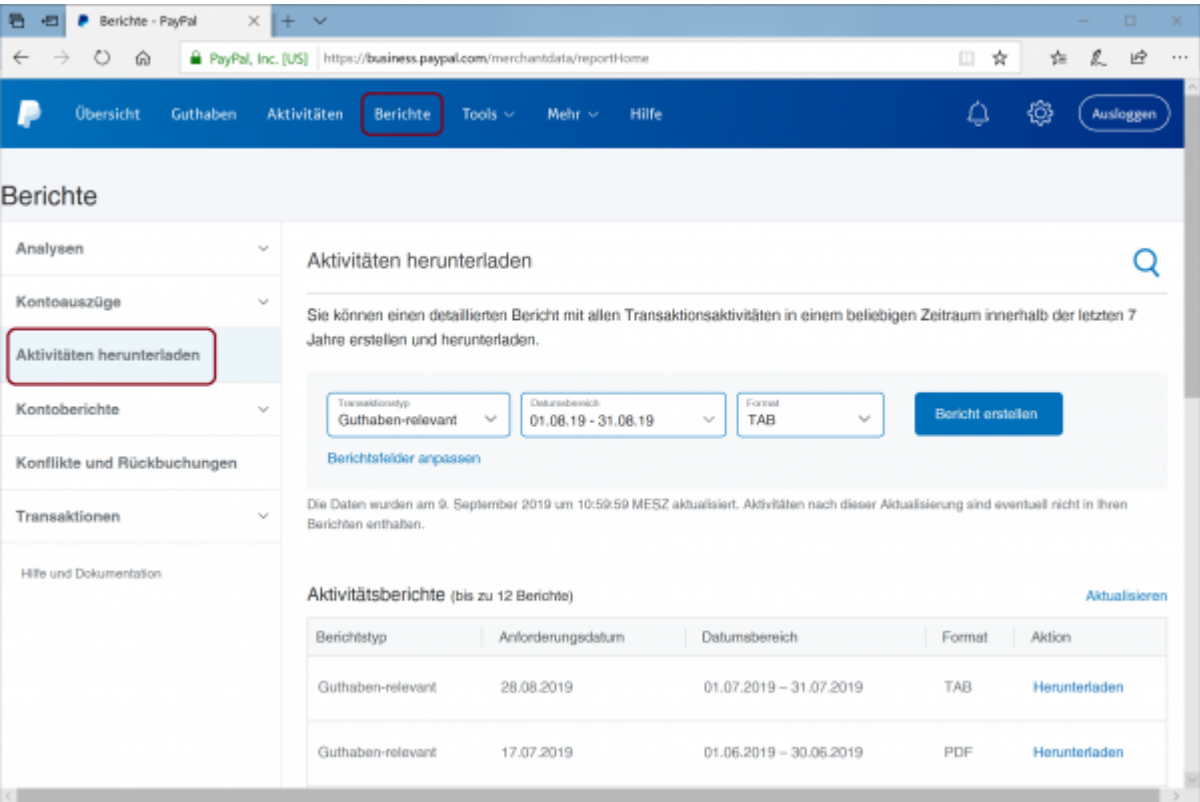 Berichte - PayPal
PayPal, Inc. [US] https://business.paypal.com/merchantdata/reportHome
Übersicht Guthaben Aktivitäten Berichte Tools Mehr Hilfe Ausloggen
Berichte
Analysen
Kontoauszüge
Aktivitäten herunterladen
Kontoberichte
Konflikte und Rückbuchungen
Transaktionen
Hilfe und Dokumentation
Aktivitäten herunterladen
Sie können einen detaillierten Bericht mit allen Transaktionsaktivitäten in einem beliebigen Zeitraum innerhalb der letzten 7
Jahre erstellen und herunterladen.
Transaktionstyp Datumsbereich Format
Guthaben-relevant 01.08.19 - 31.08.19 TAB Bericht erstellen
Berichtsfelder anpassen
Die Daten wurden am 9. September 2019 um 10:59:59 MESZ aktualisiert. Aktivitäten nach dieser Aktualisierung sind eventuell nicht in Ihren
Berichten enthalten.
Aktivitätsberichte (bis zu 12 Berichte) Aktualisieren
Berichtstyp Anforderungsdatum Datumsbereich Format Aktion
Guthaben-relevant 28.08.2019 01.07.2019 – 31.07.2019 TAB Herunterladen
Guthaben-relevant 17.07.2019 01.06.2019 – 30.06.2019 PDF Herunterladen